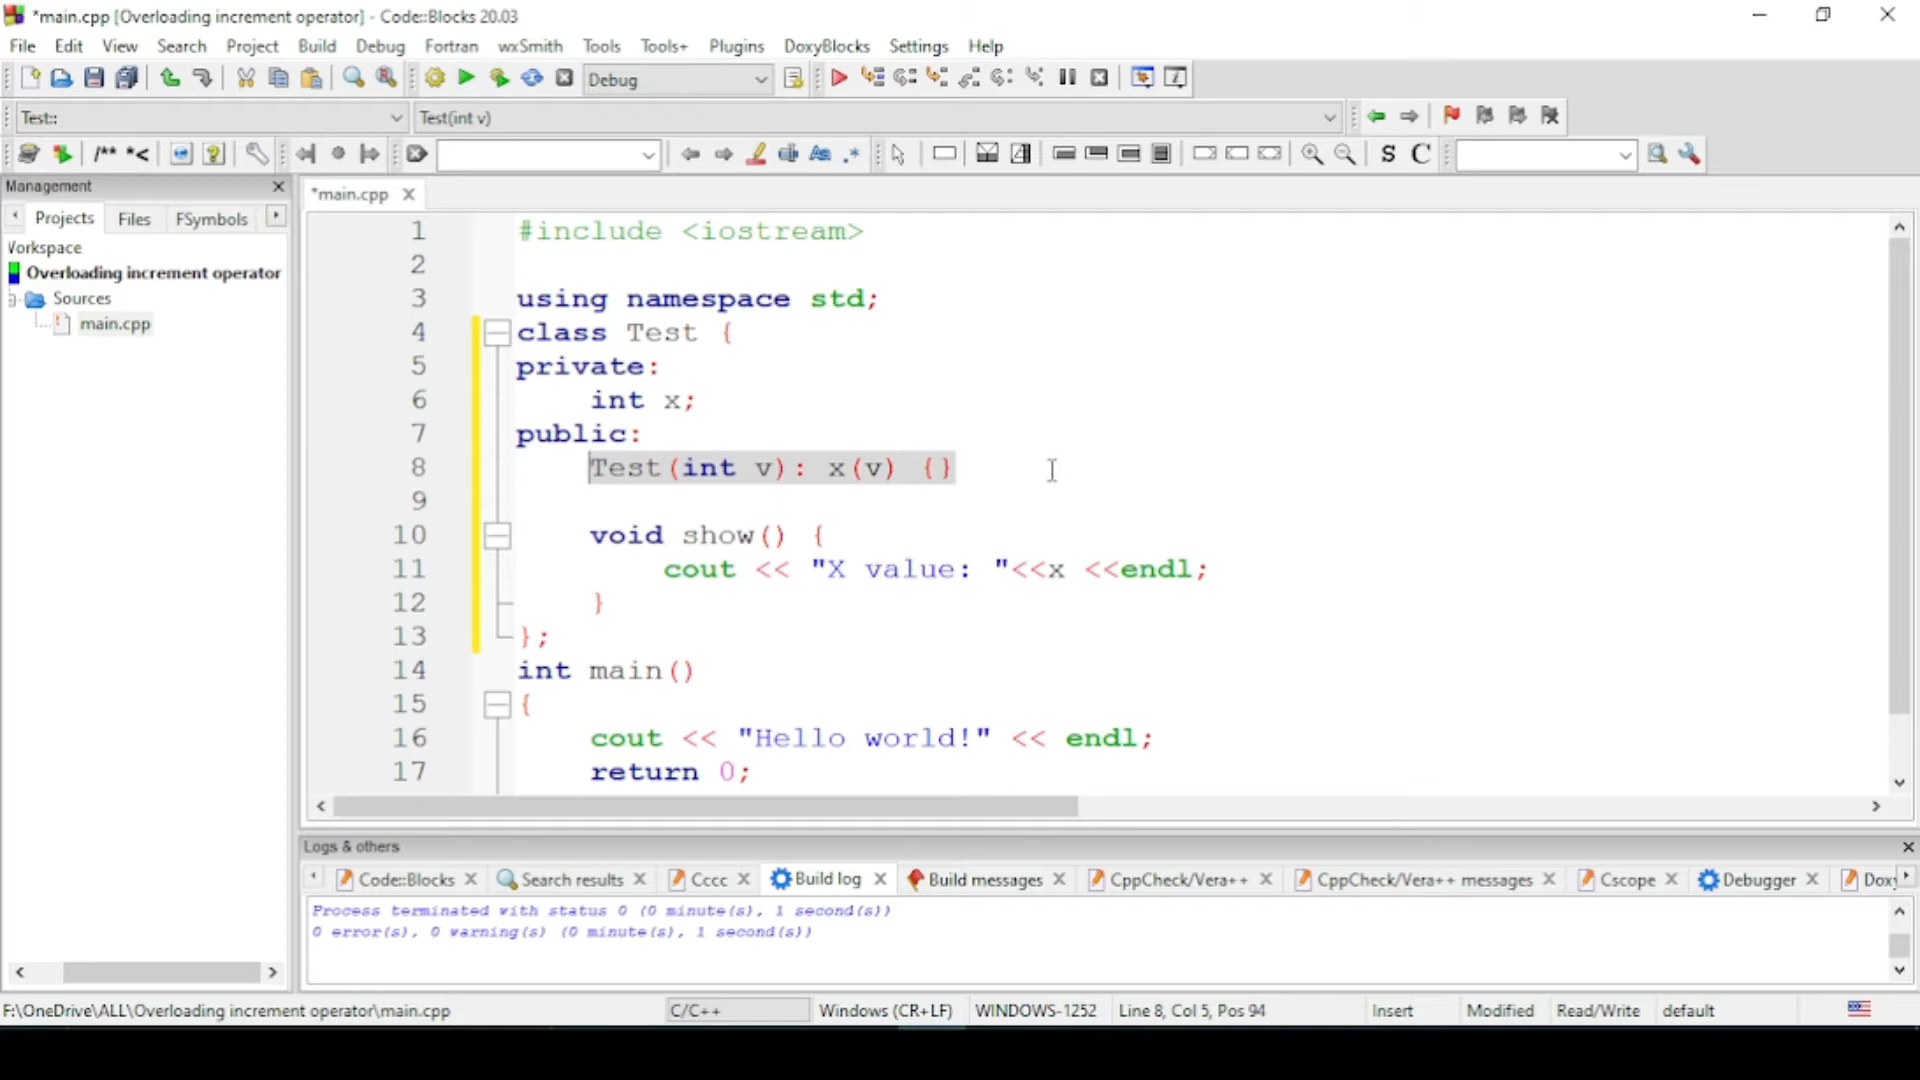 *main.cpp [Overloading increment operator] - Code::Blocks 20.03
File Edit View Search Project Build Debug Fortran wxSmith Tools Tools+ Plugins DoxyBlocks Settings Help
Debug
Test::
Test(int v)
/** *<
S C
Management
Projects Files FSymbols
Workspace
Overloading increment operator
Sources
main.cpp
*main.cpp
1 #include <iostream>
2
3 using namespace std;
4 class Test {
5 private:
6 int x;
7 public:
8 Test(int v): x(v) {}
9
10 void show() {
11 cout << "X value: "<<x <<endl;
12 }
13 };
14 int main()
15 {
16 cout << "Hello world!" << endl;
17 return 0;
Logs & others
Code::Blocks Search results Cccc Build log Build messages CppCheck/Vera++ CppCheck/Vera++ messages Cscope Debugger Doxy
Process terminated with status 0 (0 minute(s), 1 second(s))
0 error(s), 0 warning(s) (0 minute(s), 1 second(s))
F:\OneDrive\ALL\Overloading increment operator\main.cpp C/C++ Windows (CR+LF) WINDOWS-1252 Line 8, Col 5, Pos 94 Insert Modified Read/Write default